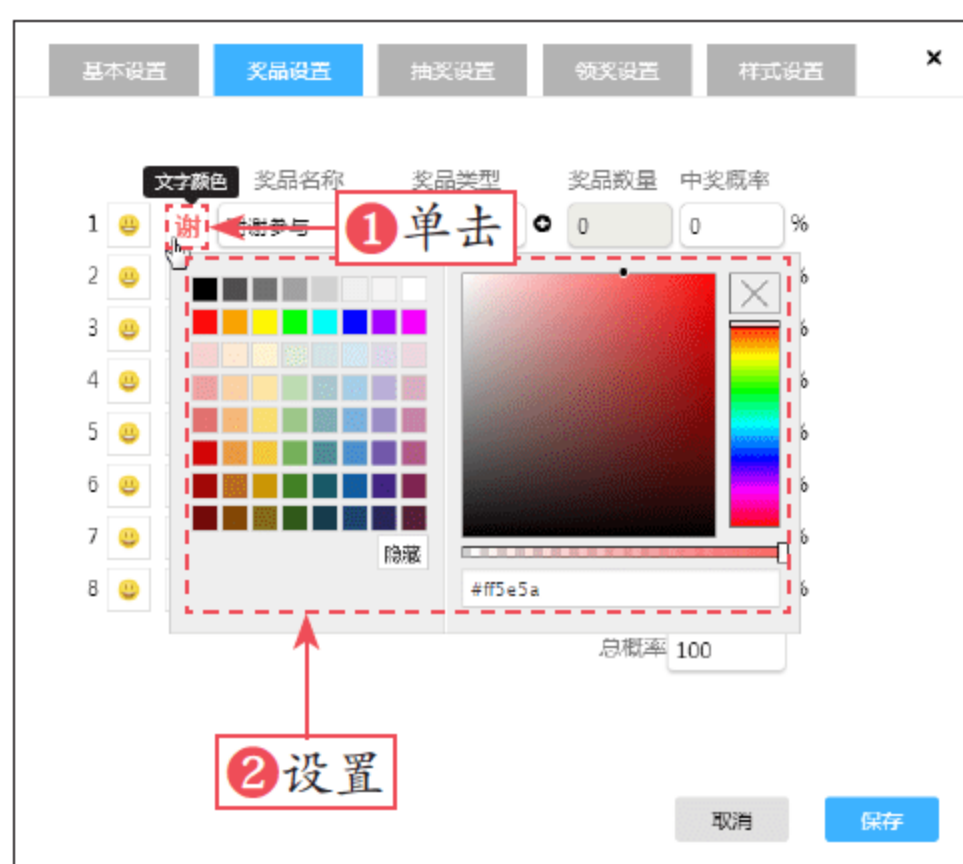 基本设置 奖品设置 抽奖设置 领奖设置 样式设置 ×
文字颜色 奖品名称 奖品类型 奖品数量 中奖概率
1 谢 谢谢参与 ❶单击 0 0 %
2 %
3 %
4 %
5 %
6 %
7 %
隐藏
8 #ff5e5a %
总概率 100
❷设置
取消 保存